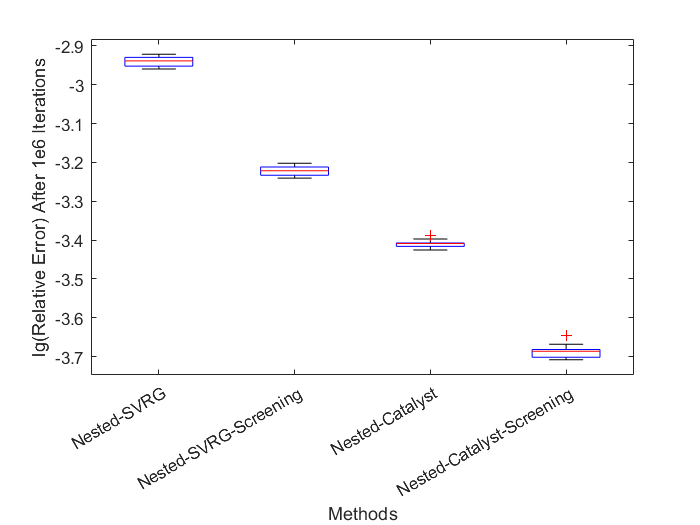 -2.9
-3
-3.1
-3.2
-3.3
-3.4
-3.5
-3.6
-3.7
lg(Relative Error) After 1e6 Iterations
Nested-SVRG
Nested-SVRG-Screening
Nested-Catalyst
Nested-Catalyst-Screening
Methods